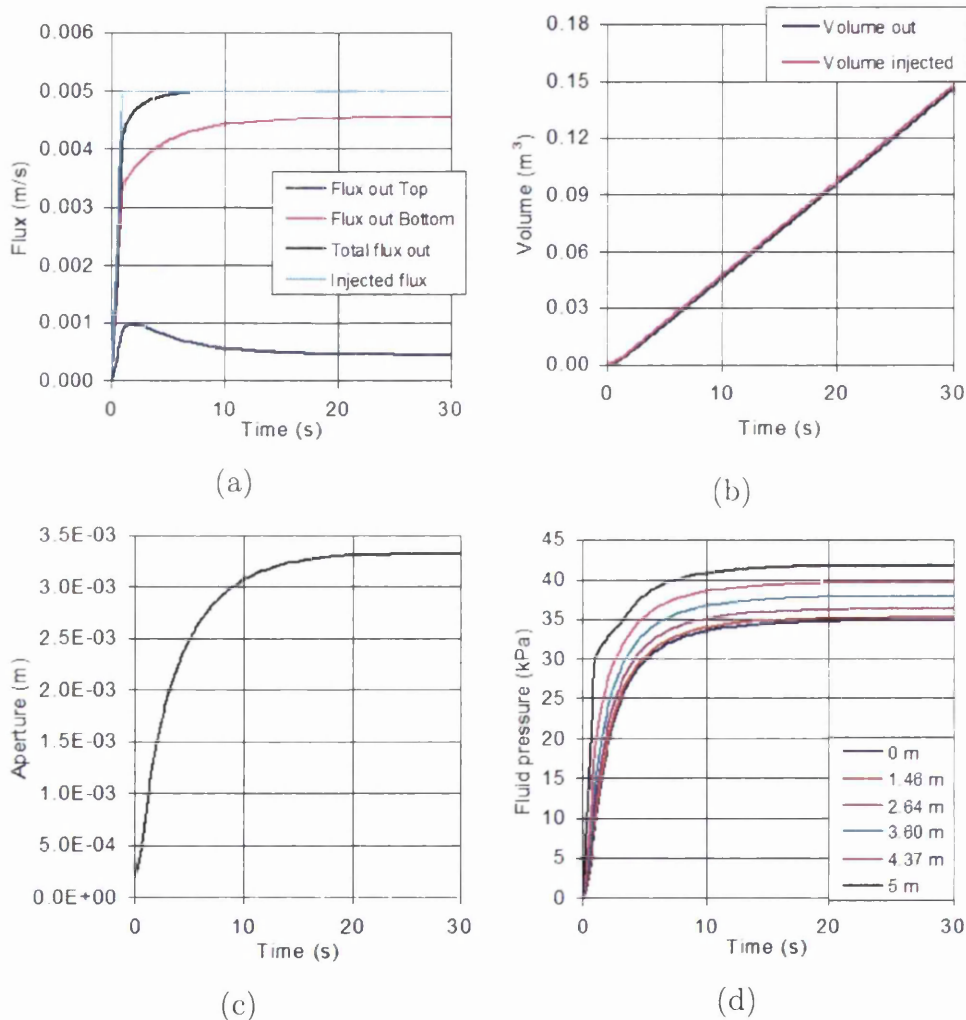 0.006
0.005
0.004
0.003
0.002
0.001
0.000
Flux (m/s)
Flux out Top
Flux out Bottom
Total flux out
Injected flux
0 10 20 30
Time (s)
(a)
0.18
0.15
0.12
0.09
0.06
0.03
0.00
Volume (m³)
Volume out
Volume injected
0 10 20 30
Time (s)
(b)
3.5E-03
3.0E-03
2.5E-03
2.0E-03
1.5E-03
1.0E-03
5.0E-04
0.0E+00
Aperture (m)
0 10 20 30
Time (s)
(c)
45
40
35
30
25
20
15
10
5
0
Fluid pressure (kPa)
0 m
1.46 m
2.64 m
3.60 m
4.37 m
5 m
0 10 20 30
Time (s)
(d)